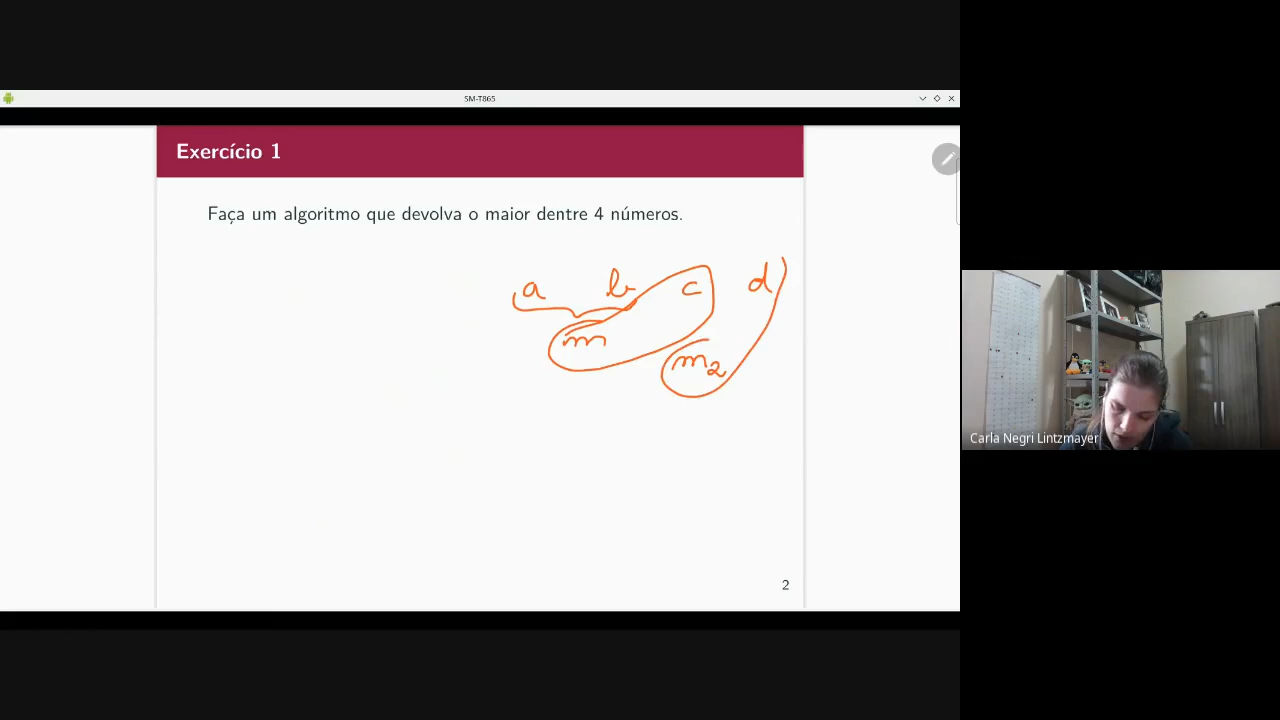 SM-T865
Exercício 1
Faça um algoritmo que devolva o maior dentre 4 números.
a b c d
m
m2
2
Carla Negri Lintzmayer